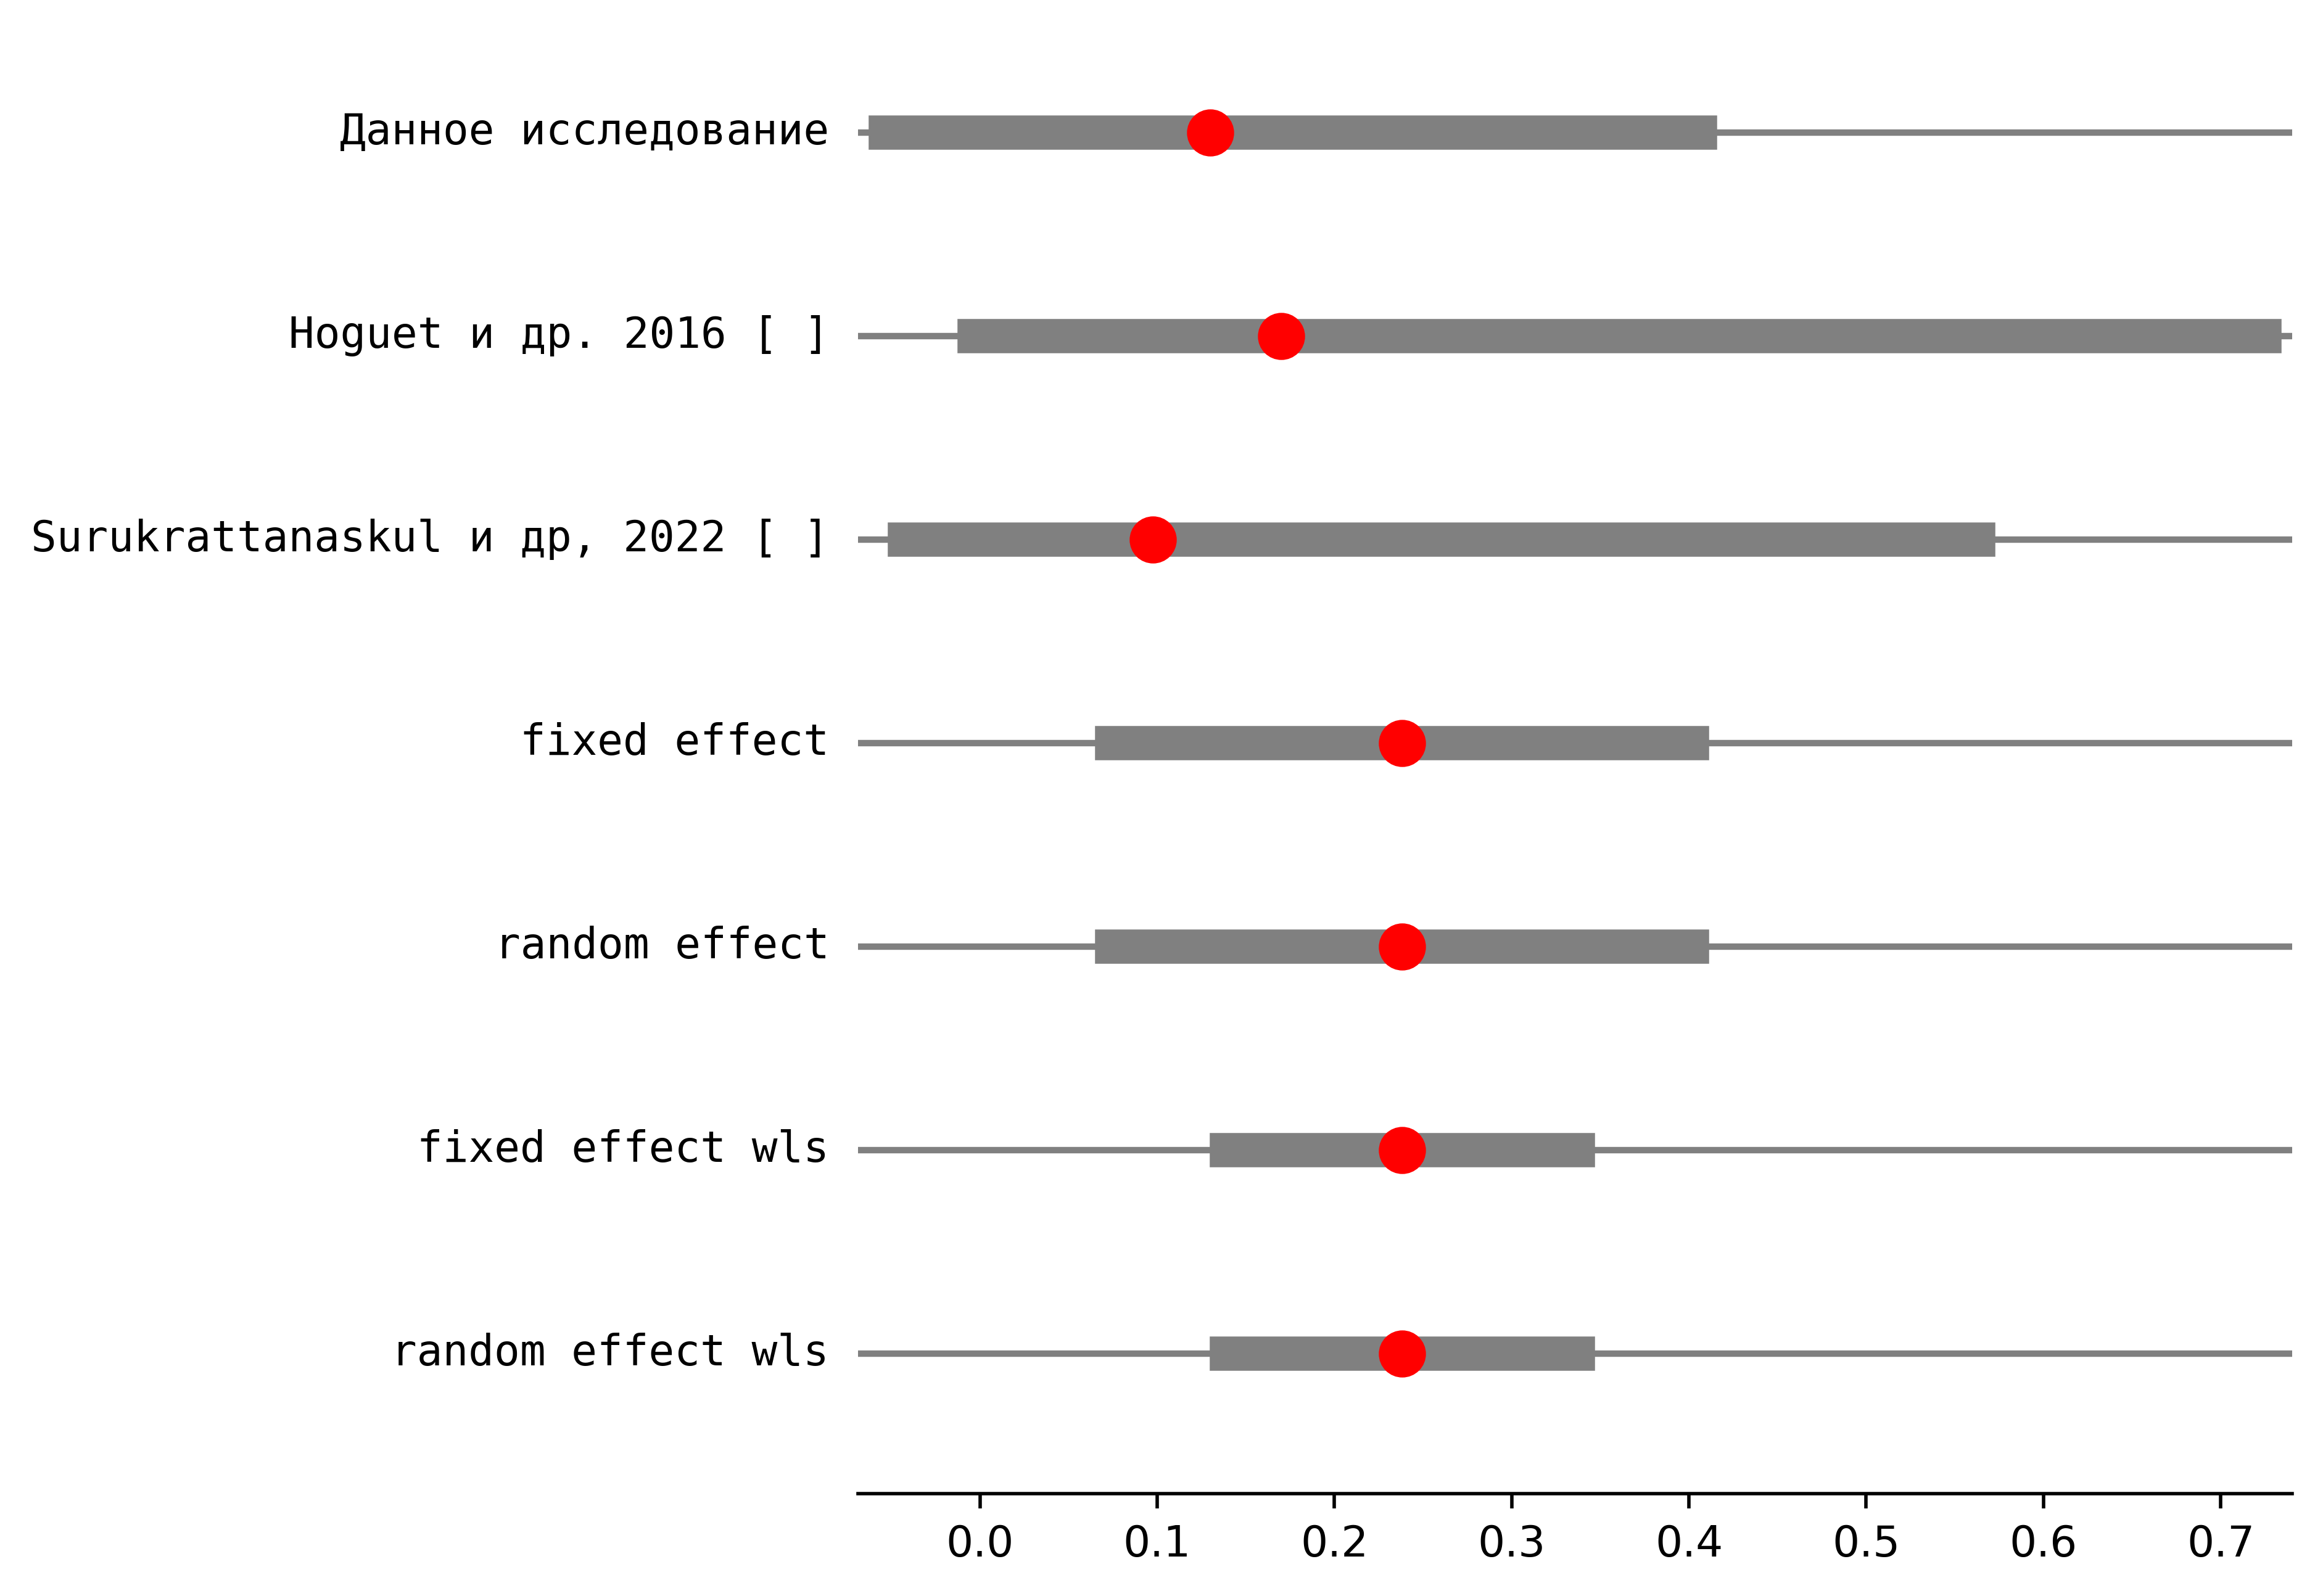 Данное исследование
Hoguet и др. 2016 [ ]
Surukrattanaskul и др, 2022 [ ]
fixed effect
random effect
fixed effect wls
random effect wls
0.0 0.1 0.2 0.3 0.4 0.5 0.6 0.7